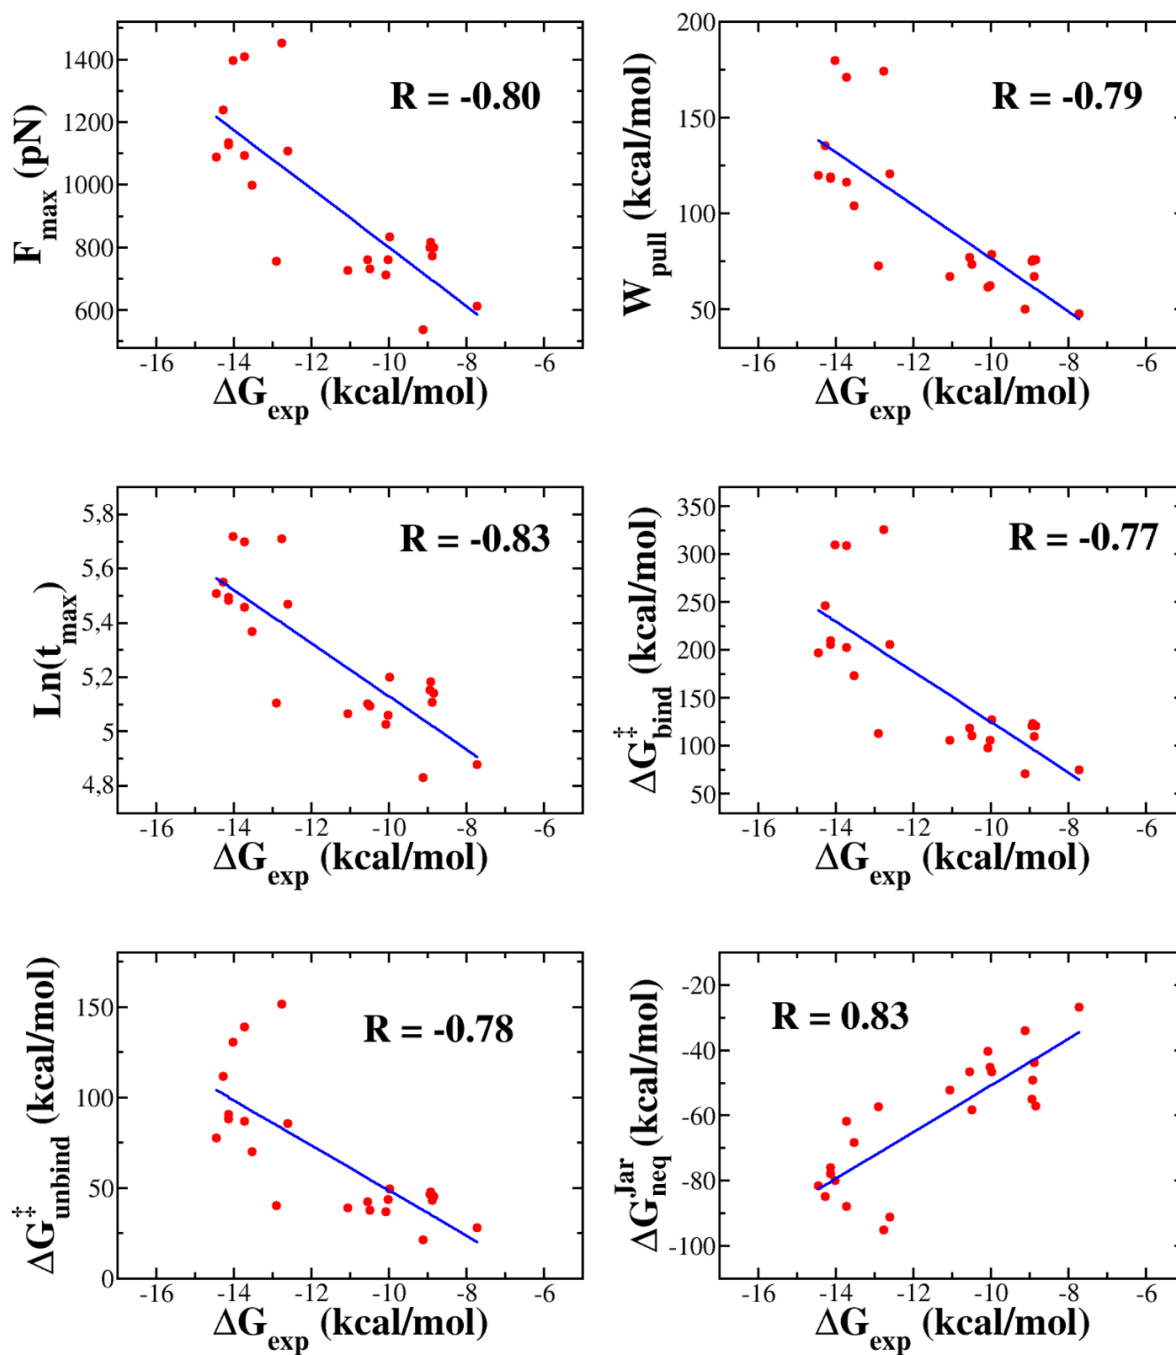 1400
1200
1000
800
600
F_max (pN)
R = -0.80
-16 -14 -12 -10 -8 -6
ΔG_exp (kcal/mol)
200
150
100
50
W_pull (kcal/mol)
R = -0.79
-16 -14 -12 -10 -8 -6
ΔG_exp (kcal/mol)
5,8
5,6
5,4
5,2
5
4,8
Ln(t_max)
R = -0.83
-16 -14 -12 -10 -8 -6
ΔG_exp (kcal/mol)
350
300
250
200
150
100
50
ΔG‡_bind (kcal/mol)
R = -0.77
-16 -14 -12 -10 -8 -6
ΔG_exp (kcal/mol)
150
100
50
0
ΔG‡_unbind (kcal/mol)
R = -0.78
-16 -14 -12 -10 -8 -6
ΔG_exp (kcal/mol)
-20
-40
-60
-80
-100
ΔG^Jar_neq (kcal/mol)
R = 0.83
-16 -14 -12 -10 -8 -6
ΔG_exp (kcal/mol)